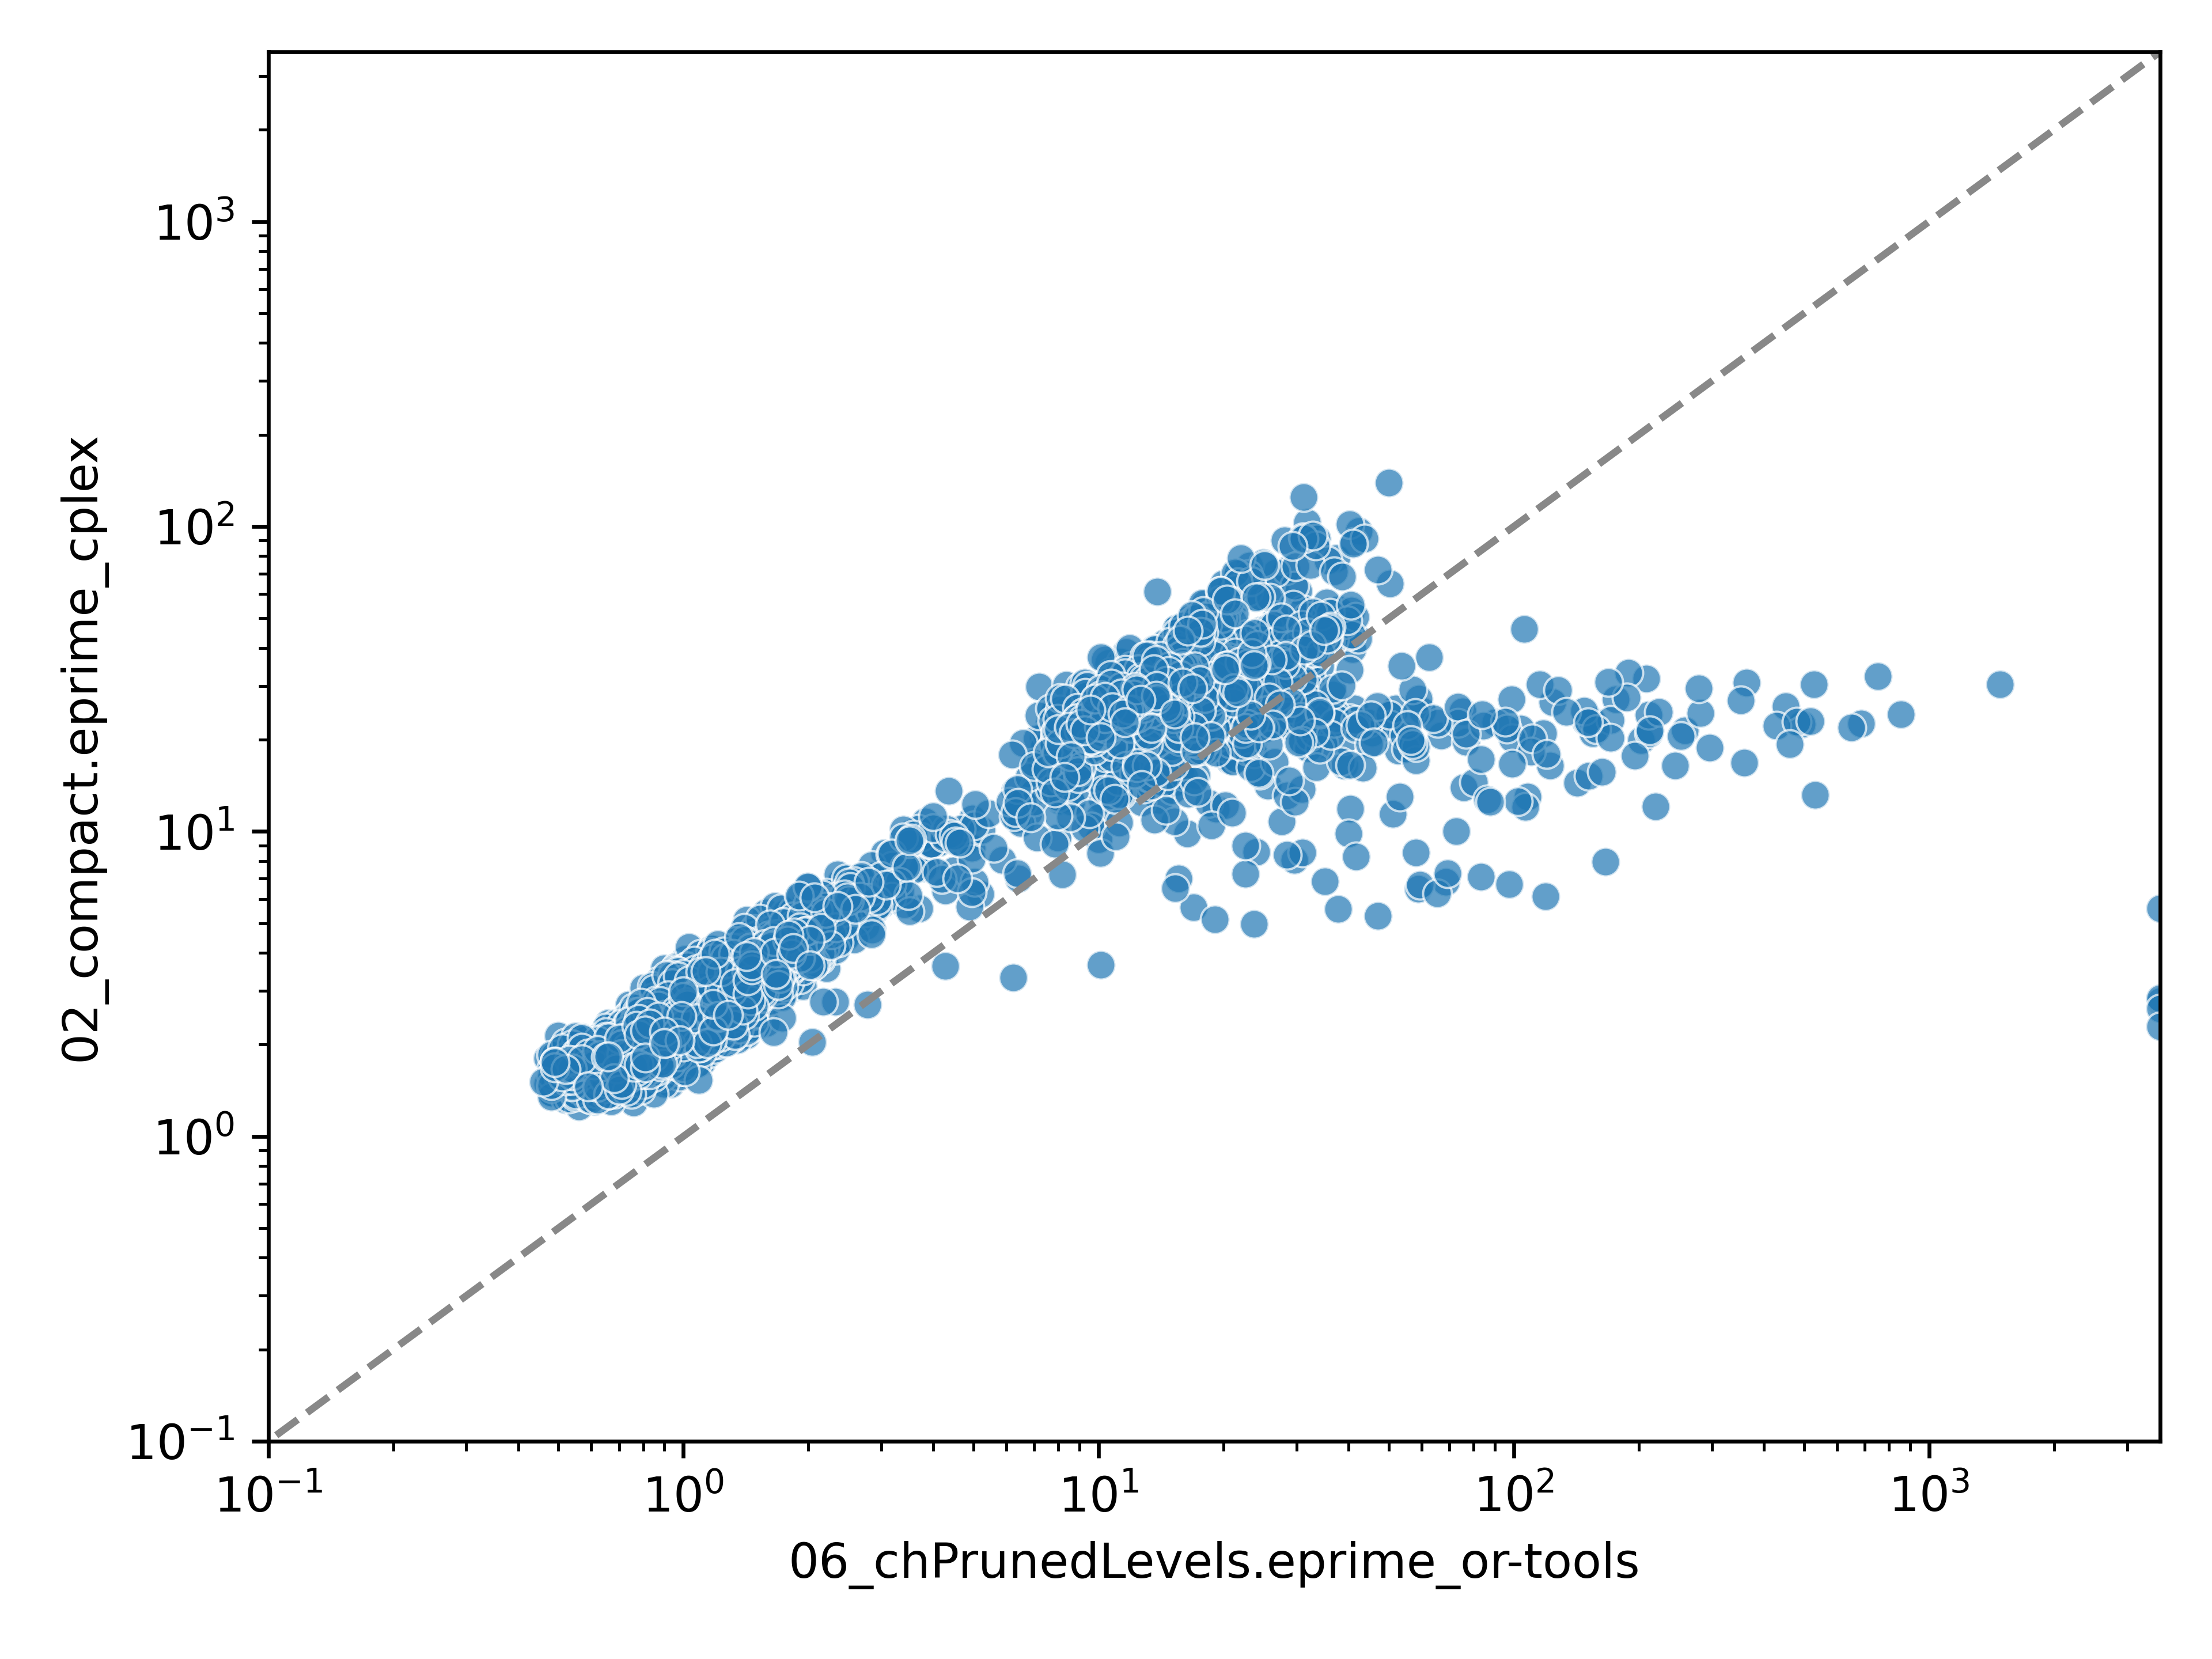 02_compact.eprime_cplex
10³
10²
10¹
10⁰
10⁻¹
10⁻¹ 10⁰ 10¹ 10² 10³
06_chPrunedLevels.eprime_or-tools